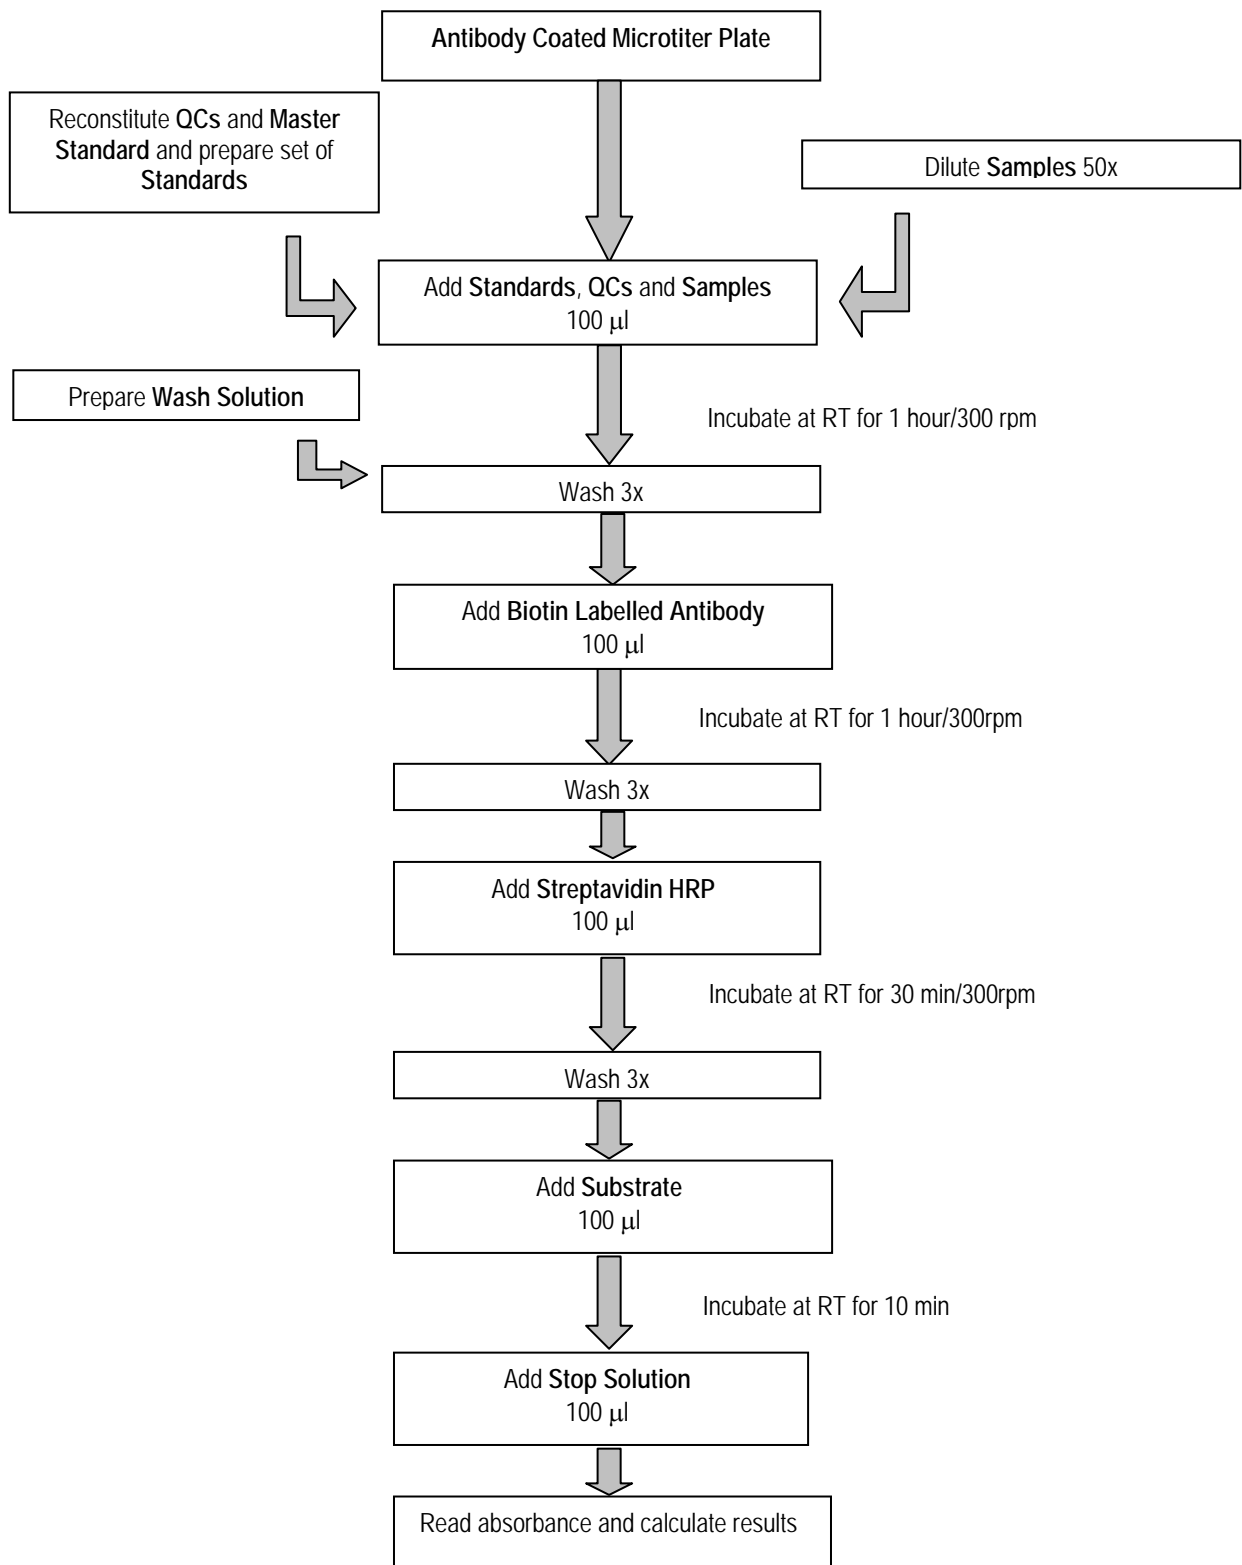 Antibody Coated Microtiter Plate
Reconstitute QCs and Master
Standard and prepare set of
Standards
Dilute Samples 50x
Add Standards, QCs and Samples
100 μl
Prepare Wash Solution
Incubate at RT for 1 hour/300 rpm
Wash 3x
Add Biotin Labelled Antibody
100 μl
Incubate at RT for 1 hour/300rpm
Wash 3x
Add Streptavidin HRP
100 μl
Incubate at RT for 30 min/300rpm
Wash 3x
Add Substrate
100 μl
Incubate at RT for 10 min
Add Stop Solution
100 μl
Read absorbance and calculate results